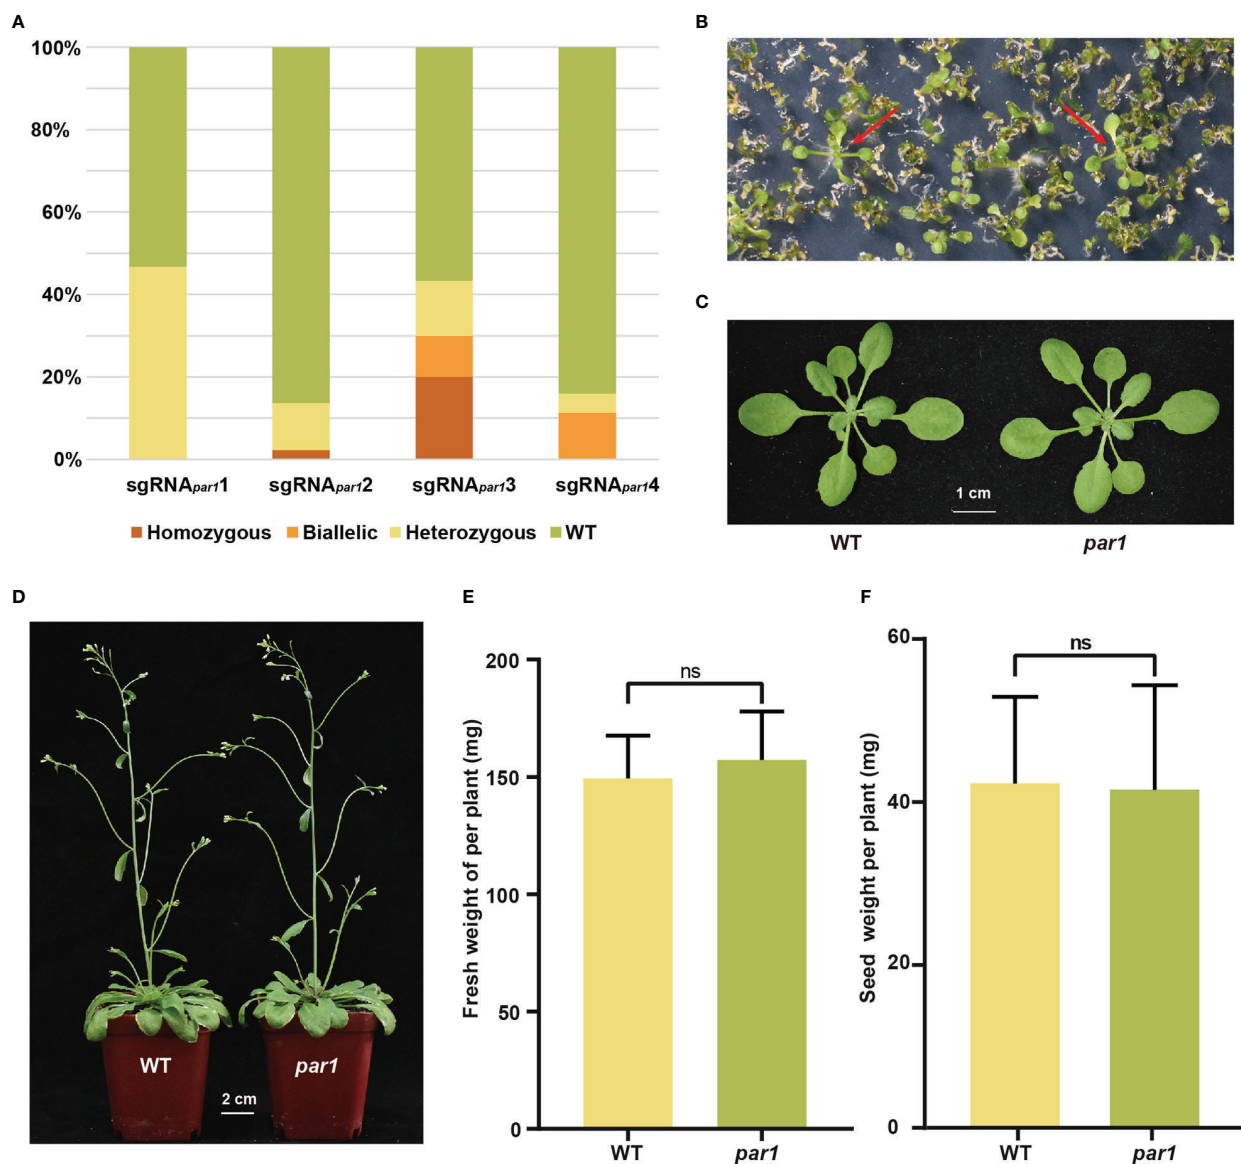 A
100%
80%
60%
40%
20%
0%
sgRNApar11
sgRNApar12
sgRNApar13
sgRNApar14
Homozygous
Biallelic
Heterozygous
WT
B
C
1 cm
WT
par1
D
WT
par1
2 cm
E
Fresh weight of per plant (mg)
200
150
100
50
0
ns
WT
par1
F
Seed weight per plant (mg)
60
40
20
0
ns
WT
par1